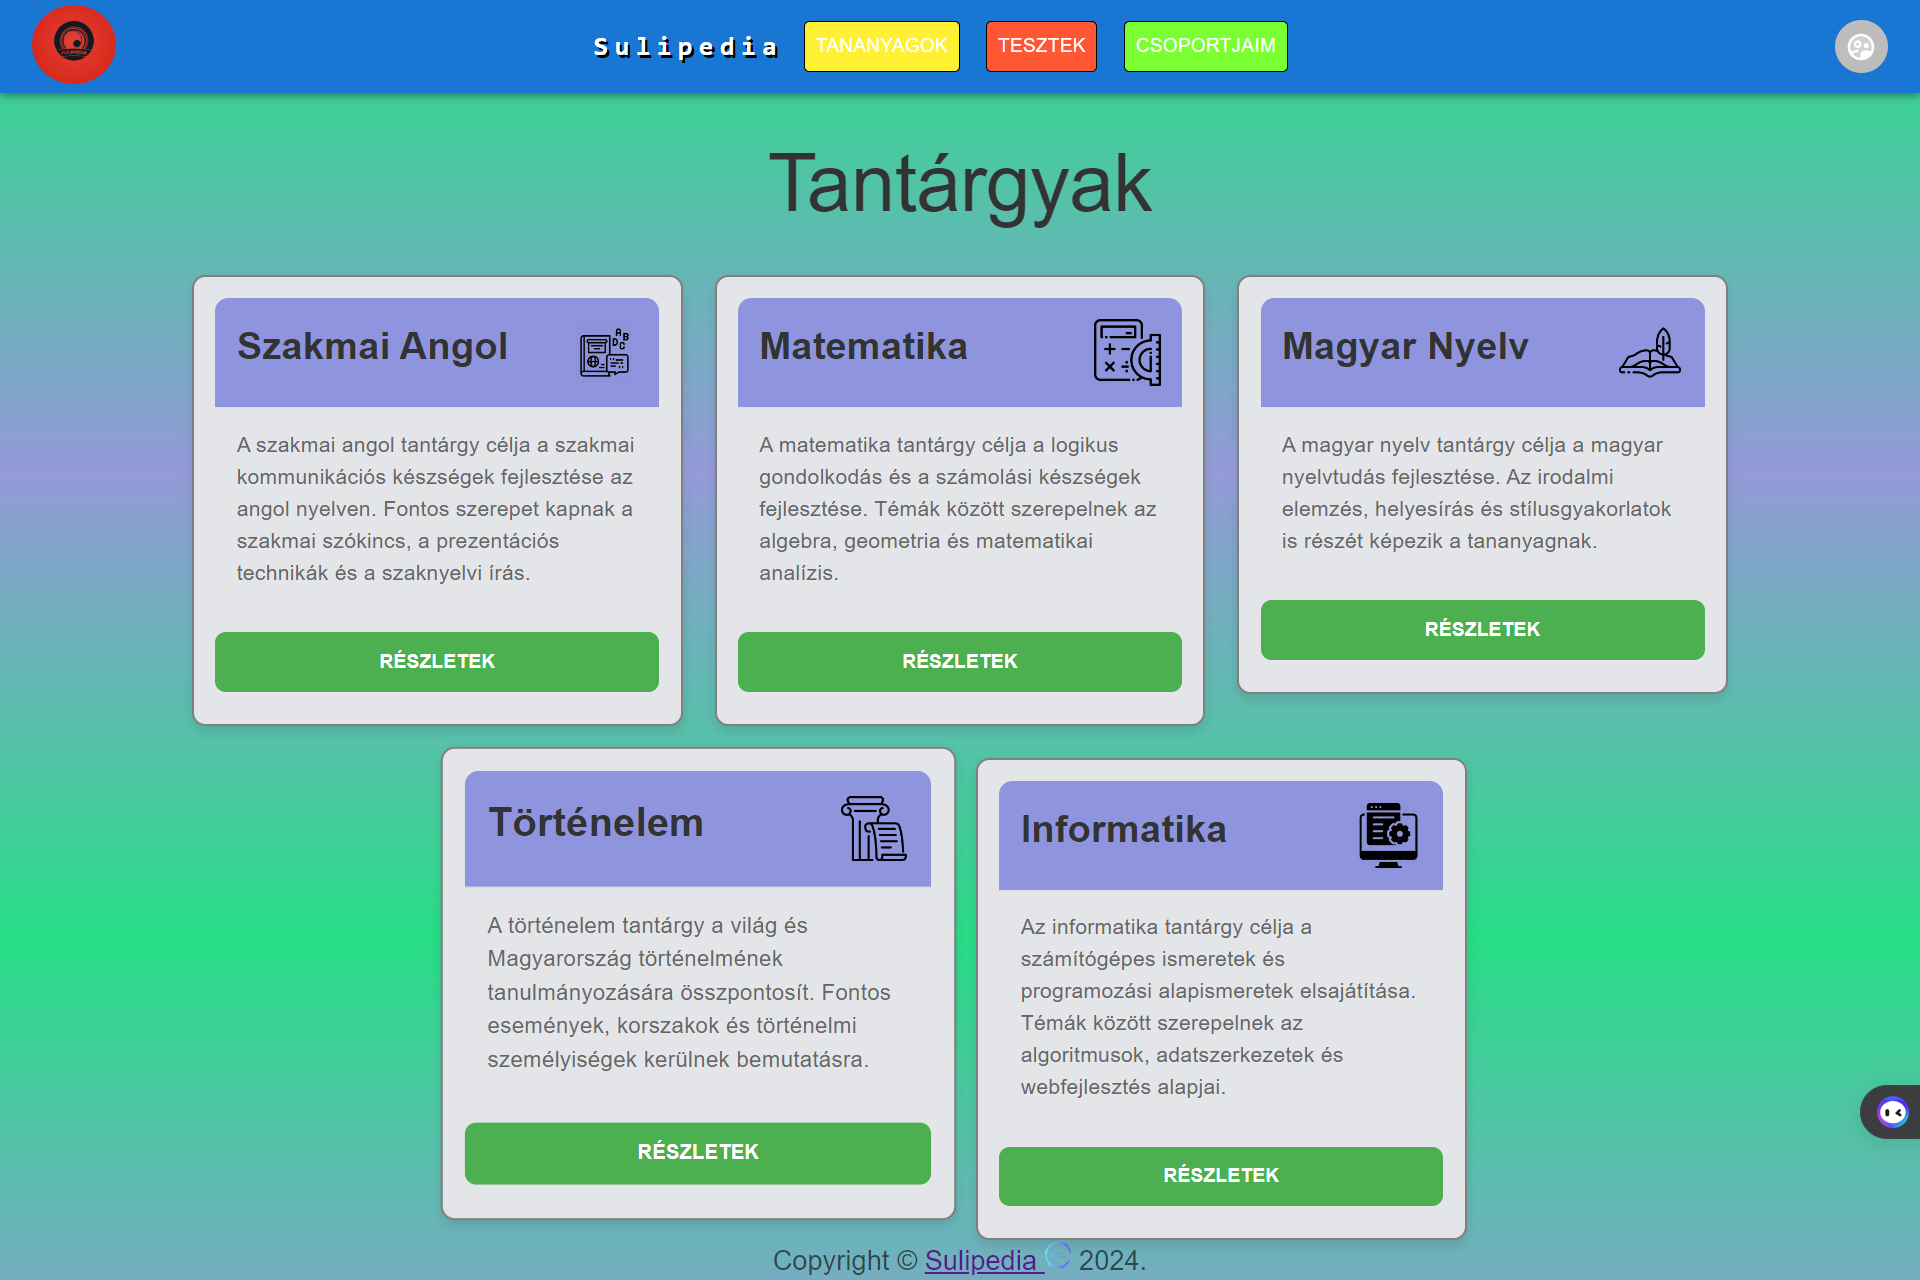 Sulipedia
TANANYAGOK
TESZTEK
CSOPORTJAIM
Tantárgyak
Szakmai Angol
A szakmai angol tantárgy célja a szakmai
kommunikációs készségek fejlesztése az
angol nyelven. Fontos szerepet kapnak a
szakmai szókincs, a prezentációs
technikák és a szaknyelvi írás.
RÉSZLETEK
Matematika
A matematika tantárgy célja a logikus
gondolkodás és a számolási készségek
fejlesztése. Témák között szerepelnek az
algebra, geometria és matematikai
analízis.
RÉSZLETEK
Magyar Nyelv
A magyar nyelv tantárgy célja a magyar
nyelvtudás fejlesztése. Az irodalmi
elemzés, helyesírás és stílusgyakorlatok
is részét képezik a tananyagnak.
RÉSZLETEK
Történelem
A történelem tantárgy a világ és
Magyarország történelmének
tanulmányozására összpontosít. Fontos
események, korszakok és történelmi
személyiségek kerülnek bemutatásra.
RÉSZLETEK
Informatika
Az informatika tantárgy célja a
számítógépes ismeretek és
programozási alapismeretek elsajátítása.
Témák között szerepelnek az
algoritmusok, adatszerkezetek és
webfejlesztés alapjai.
RÉSZLETEK
Copyright © Sulipedia 2024.